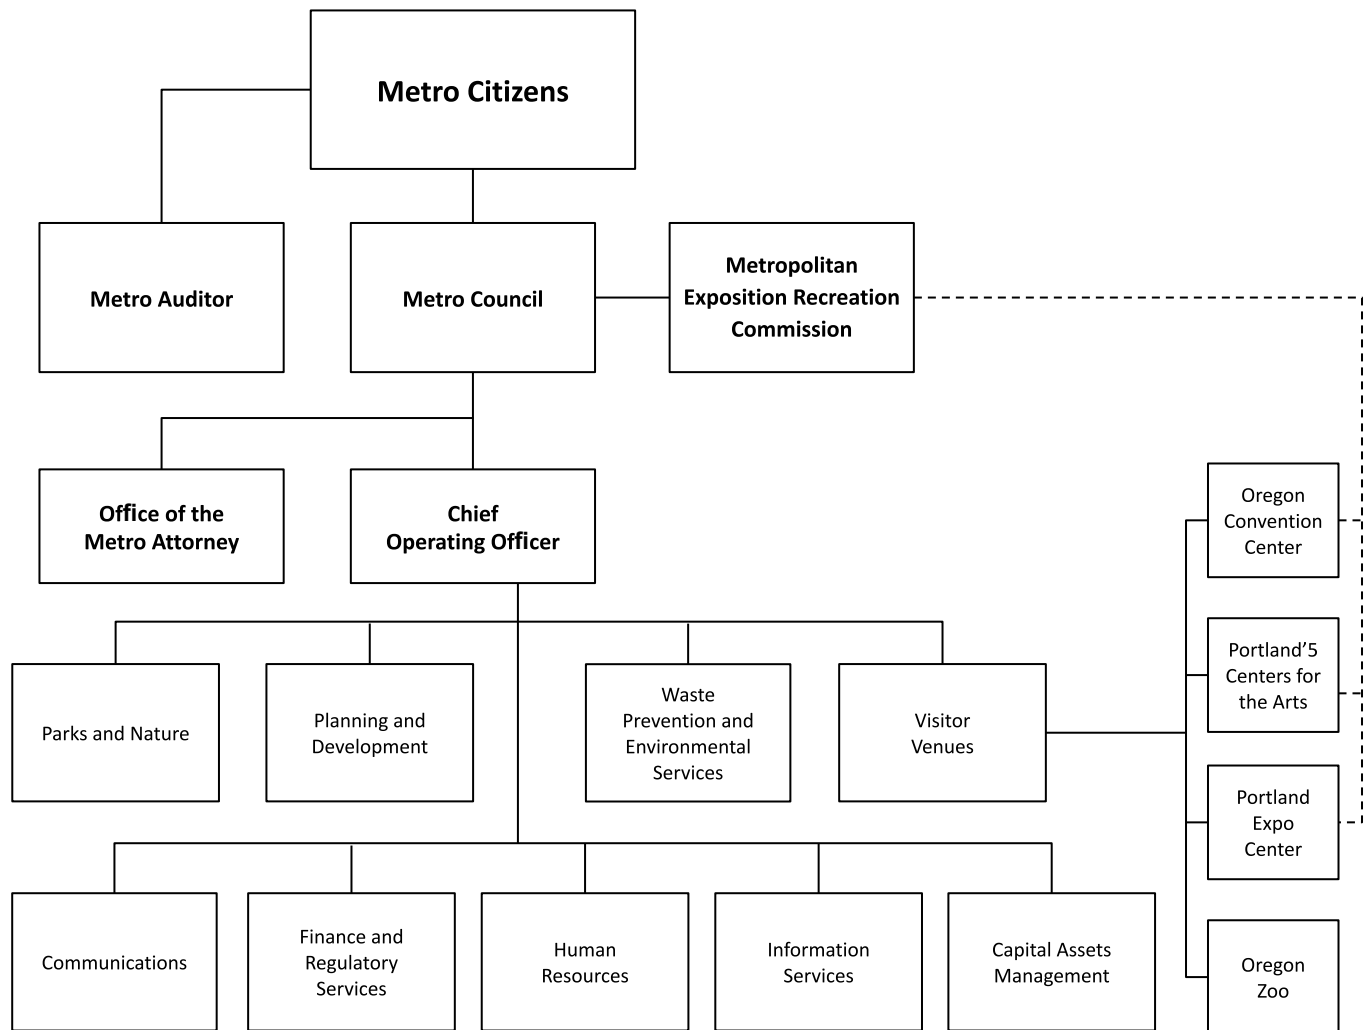 Metro Citizens
Metro Auditor
Metro Council
Metropolitan
Exposition Recreation
Commission
Office of the
Metro Attorney
Chief
Operating Officer
Oregon
Convention
Center
Portland’5
Centers for
the Arts
Portland
Expo
Center
Oregon
Zoo
Parks and Nature
Planning and
Development
Waste
Prevention and
Environmental
Services
Visitor
Venues
Communications
Finance and
Regulatory
Services
Human
Resources
Information
Services
Capital Assets
Management